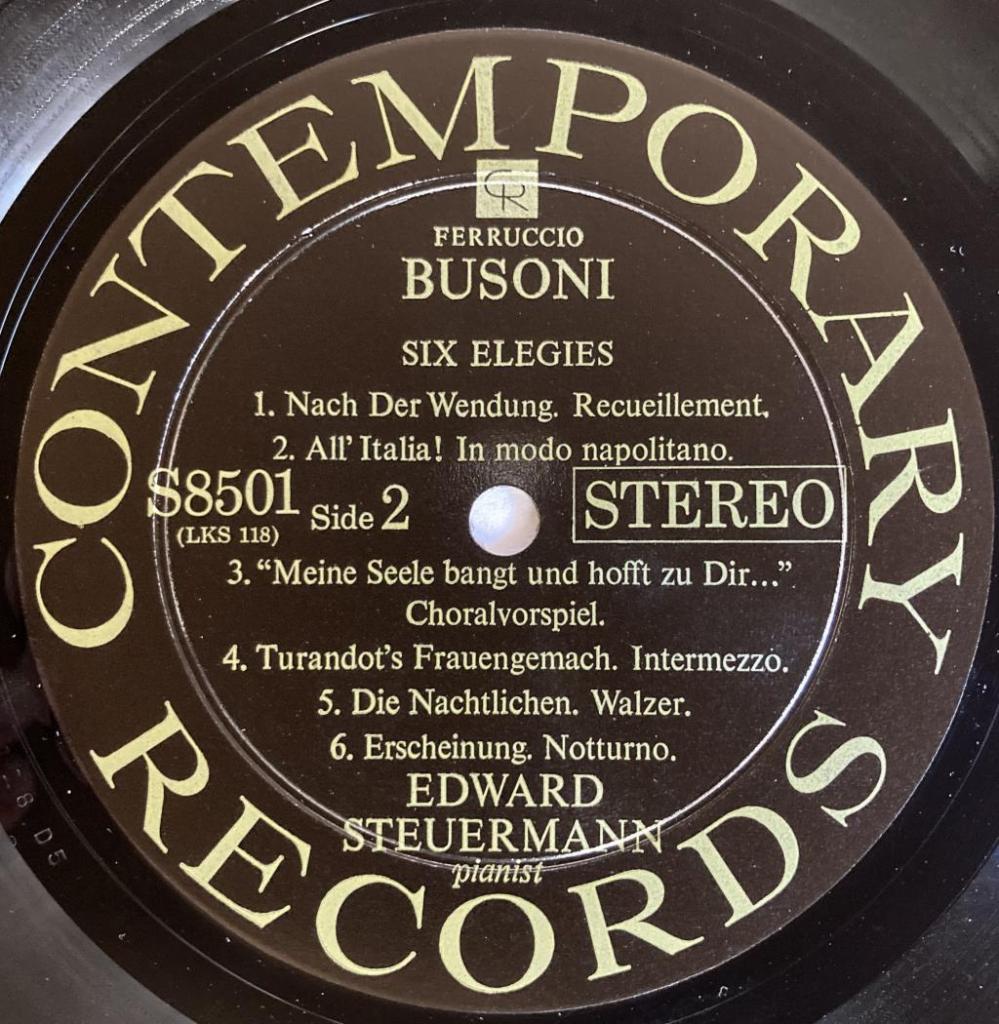 CONTEMPORARY
CR
FERRUCCIO
BUSONI
SIX ELEGIES
1. Nach Der Wendung. Recueillement.
2. All' Italia! In modo napolitano.
S8501 Side 2 STEREO
(LKS 118)
3. “Meine Seele bangt und hofft zu Dir...”
Choralvorspiel.
4. Turandot's Frauengemach. Intermezzo.
5. Die Nachtlichen. Walzer.
6. Erscheinung. Notturno.
EDWARD
STEUERMANN
pianist
RECORDS